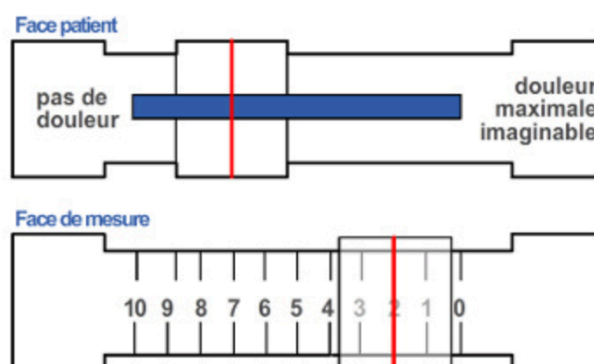 Face patient
pas de
douleur
douleur
maximale
imaginable
Face de mesure
10 9 8 7 6 5 4 3 2 1 0